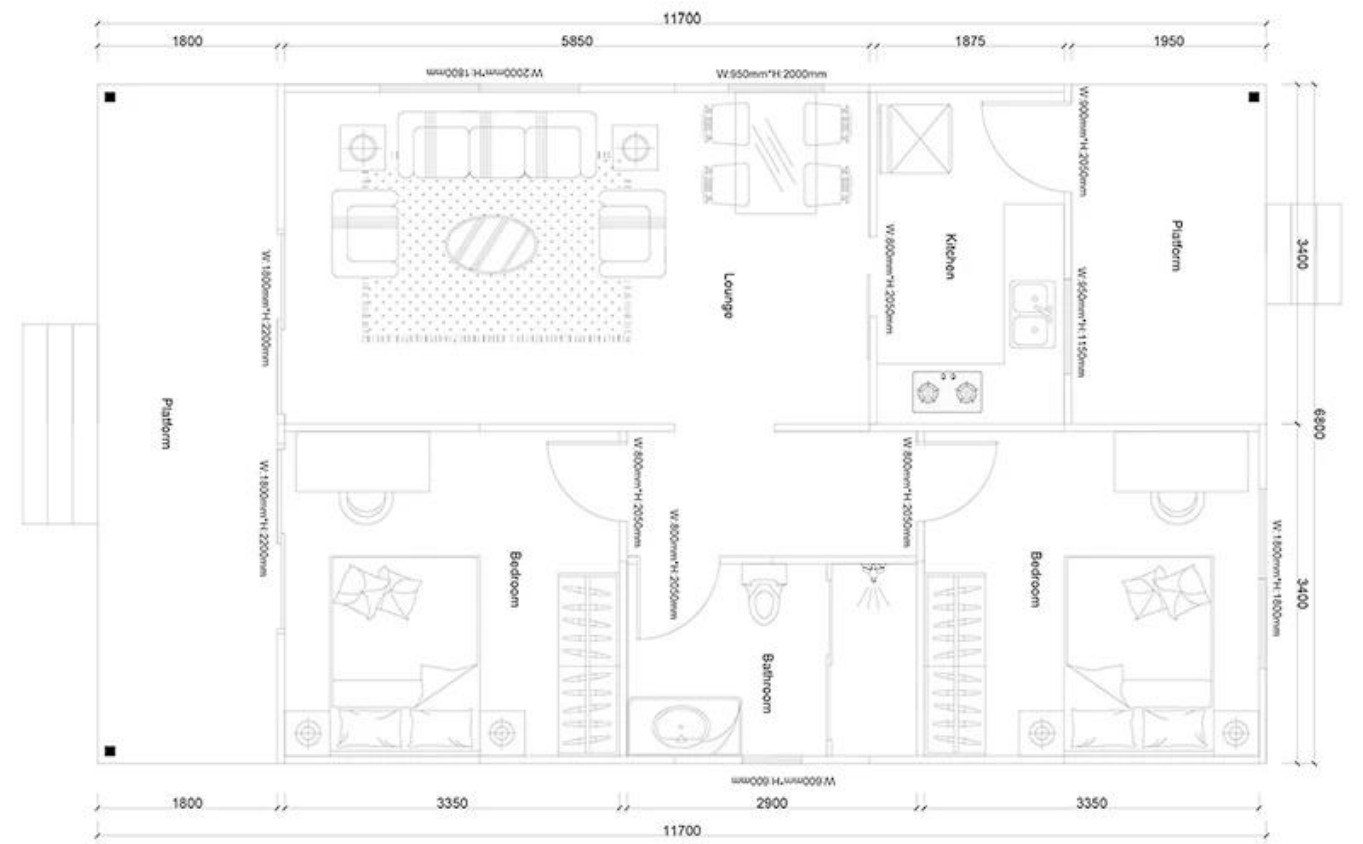 11700
1800
5850
1875
1950
W:2000mm*H:1800mm
W:950mm*H:2000mm
W:900mm*H:2050mm
Platform
3400
Kitchen
W:800mm*H:2050mm
W:1800mm*H:2200mm
Lounge
W:950mm*H:1150mm
Platform
6800
W:1800mm*H:2200mm
W:800mm*H:2050mm
W:800mm*H:2050mm
W:800mm*H:2050mm
Bedroom
Bedroom
W:1800mm*H:1800mm
3400
Bathroom
W:600mm*H:600mm
1800
3350
2900
3350
11700